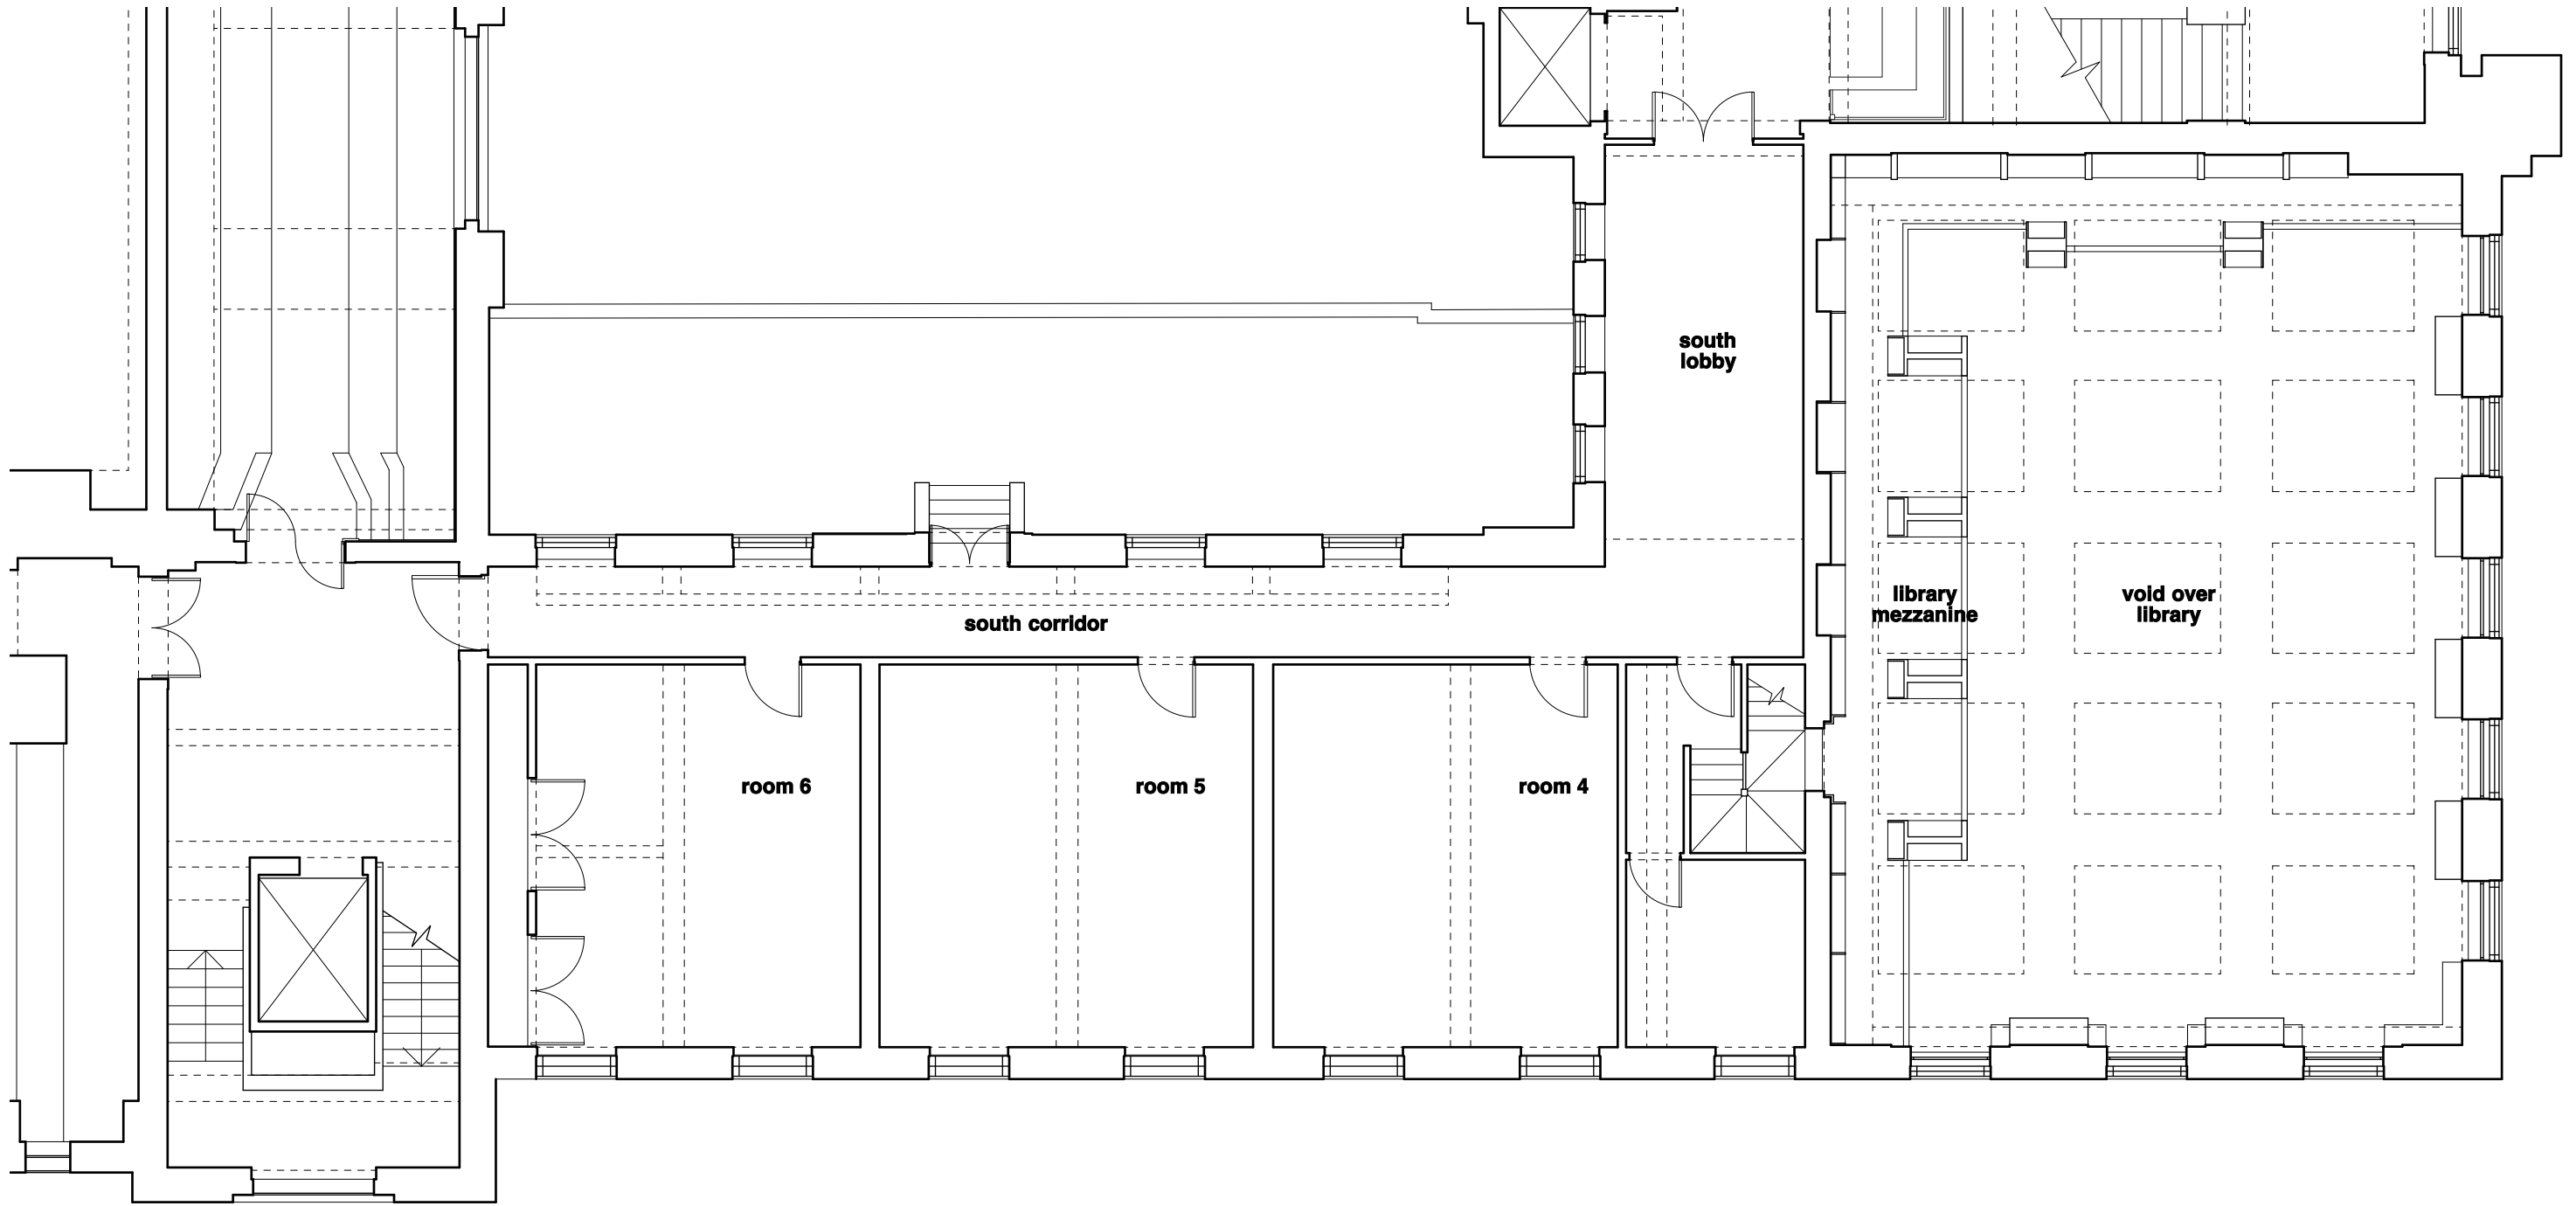 south
lobby
library
mezzanine
void over
library
south corridor
room 6
room 5
room 4